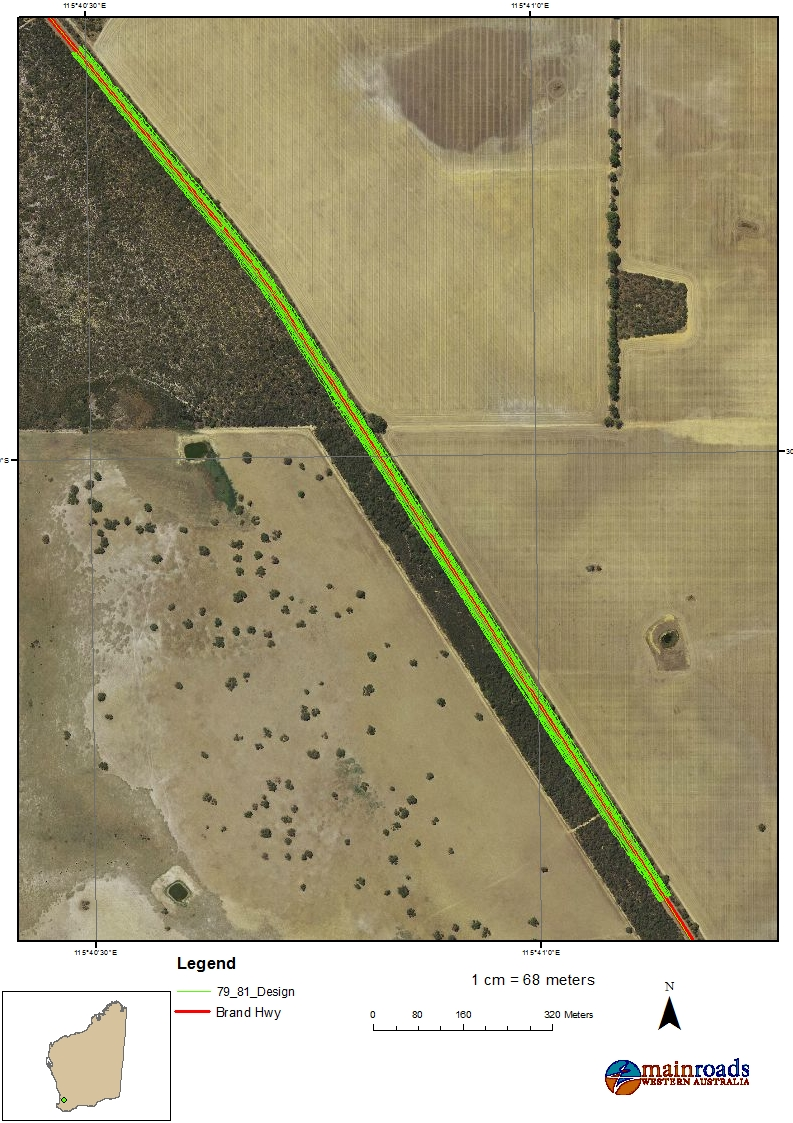 115°40'30"E 115°41'0"E
"S 30
115°40'30"E 115°41'0"E
Legend
79_81_Design
Brand Hwy
1 cm = 68 meters
0 80 160 320 Meters
N
mainroads
WESTERN AUSTRALIA